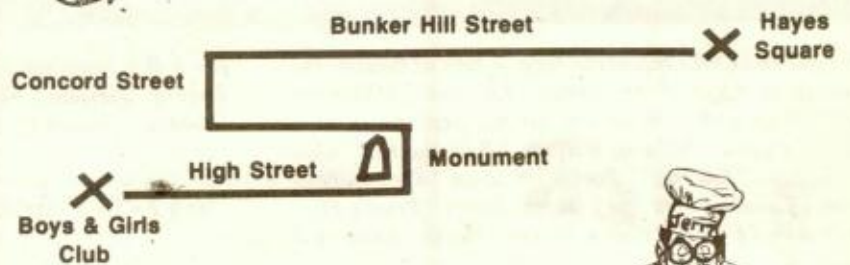 Bunker Hill Street
Hayes
Square
Concord Street
High Street
Monument
Boys & Girls
Club
Jerry